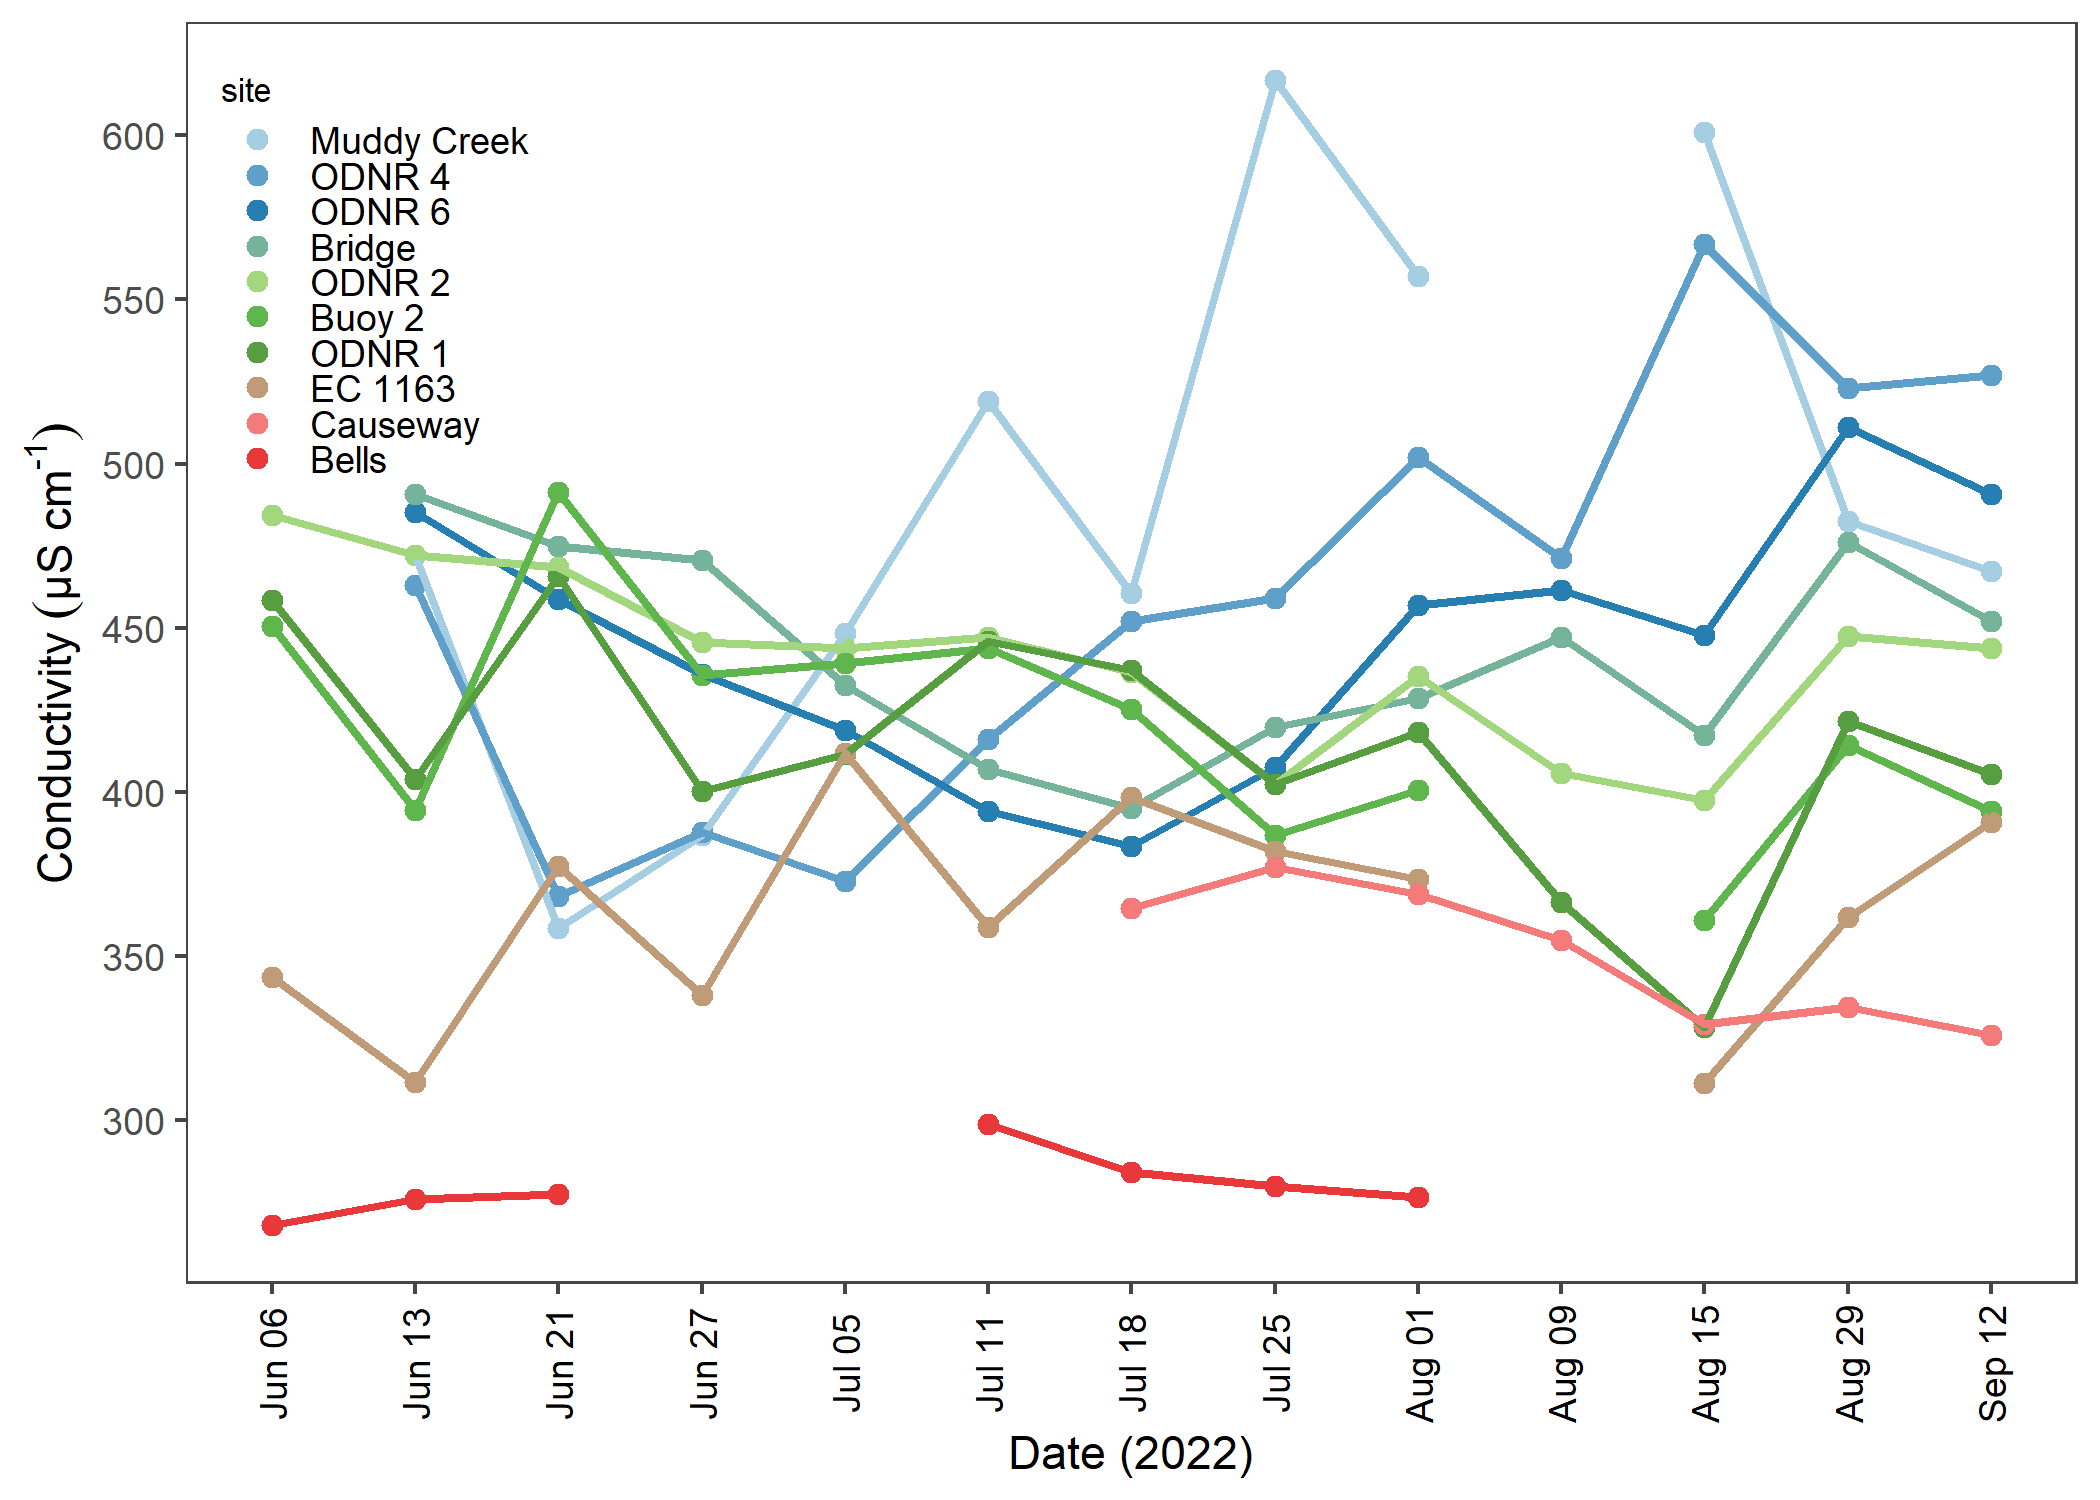 site
Muddy Creek
ODNR 4
ODNR 6
Bridge
ODNR 2
Buoy 2
ODNR 1
EC 1163
Causeway
Bells
600
550
500
450
400
350
300
Conductivity (µS cm⁻¹)
Jun 06
Jun 13
Jun 21
Jun 27
Jul 05
Jul 11
Jul 18
Jul 25
Aug 01
Aug 09
Aug 15
Aug 29
Sep 12
Date (2022)